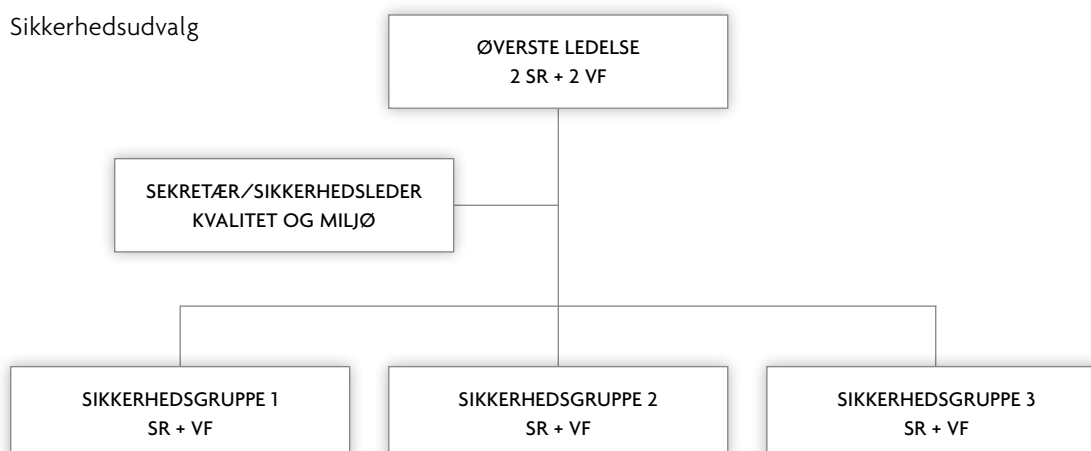 Sikkerhedsudvalg
ØVERSTE LEDELSE
2 SR + 2 VF
SEKRETÆR/SIKKERHEDSLEDER
KVALITET OG MILJØ
SIKKERHEDSGRUPPE 1
SR + VF
SIKKERHEDSGRUPPE 2
SR + VF
SIKKERHEDSGRUPPE 3
SR + VF